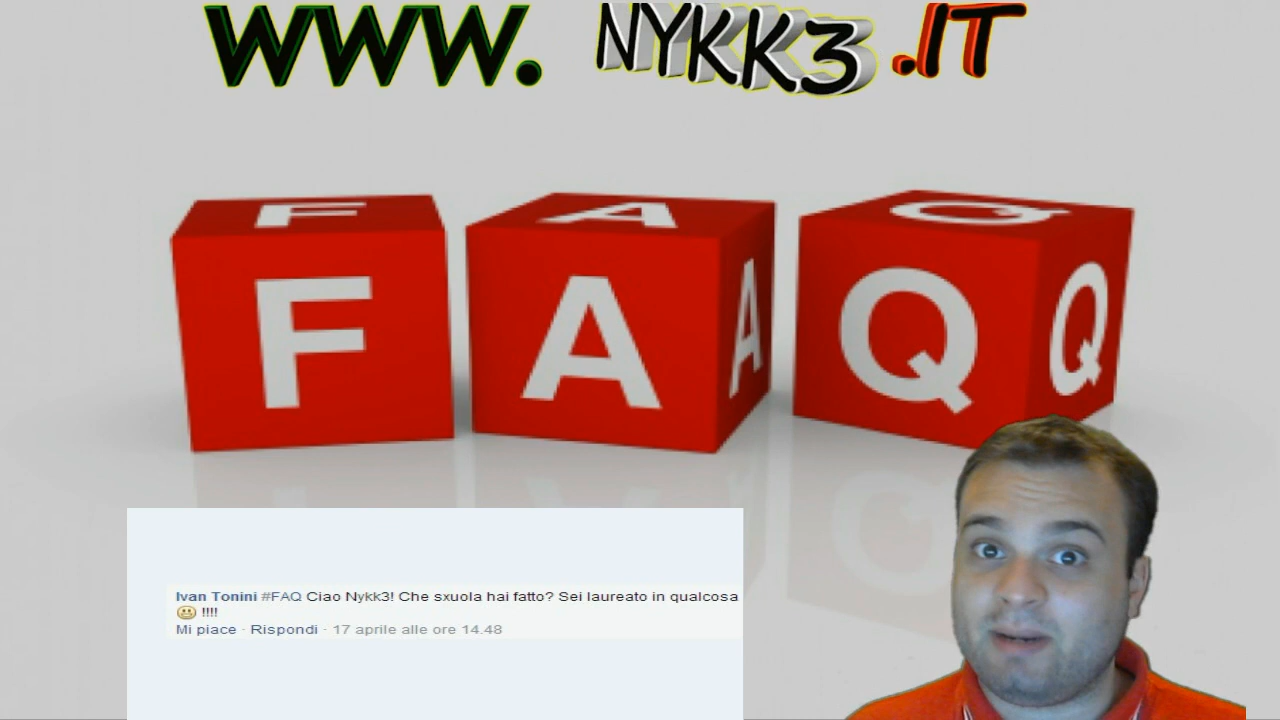 WWW. NYKK3 .IT
F A Q
F A A Q Q
Ivan Tonini #FAQ Ciao Nykk3! Che sxuola hai fatto? Sei laureato in qualcosa
😀 !!!!
Mi piace · Rispondi · 17 aprile alle ore 14.48